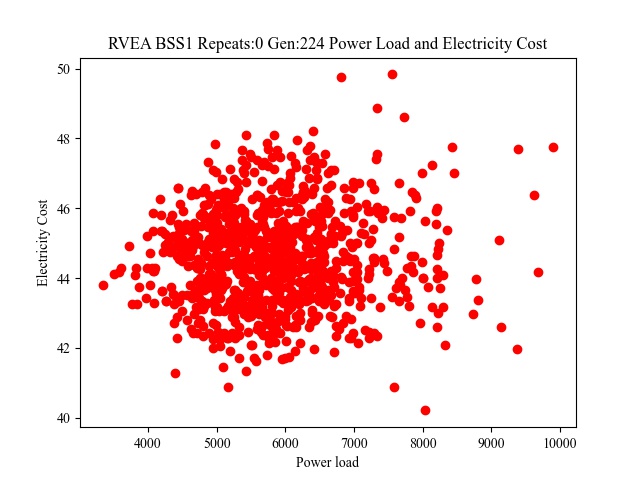 RVEA BSS1 Repeats:0 Gen:224 Power Load and Electricity Cost
50
48
46
44
42
40
Electricity Cost
4000 5000 6000 7000 8000 9000 10000
Power load